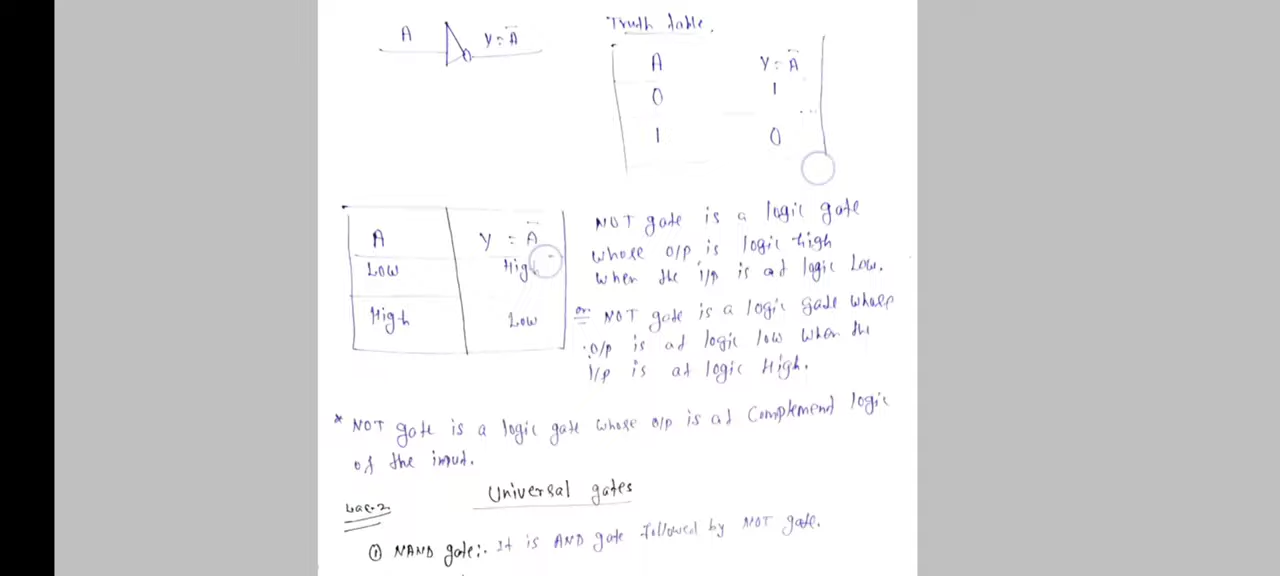 A
Y = Ā
Truth table.
A Y = Ā
0 1
1 0
A Y = Ā
Low High
High Low
NOT gate is a logic gate
whose o/p is logic high
when the i/p is at logic Low.
or NOT gate is a logic gate whose
o/p is at logic low when the
I/p is at logic High.
* NOT gate is a logic gate whose o/p is at Complemend logic
of the input.
Universal gates
Lac-2
① NAND gate:- It is AND gate followed by NOT gate.